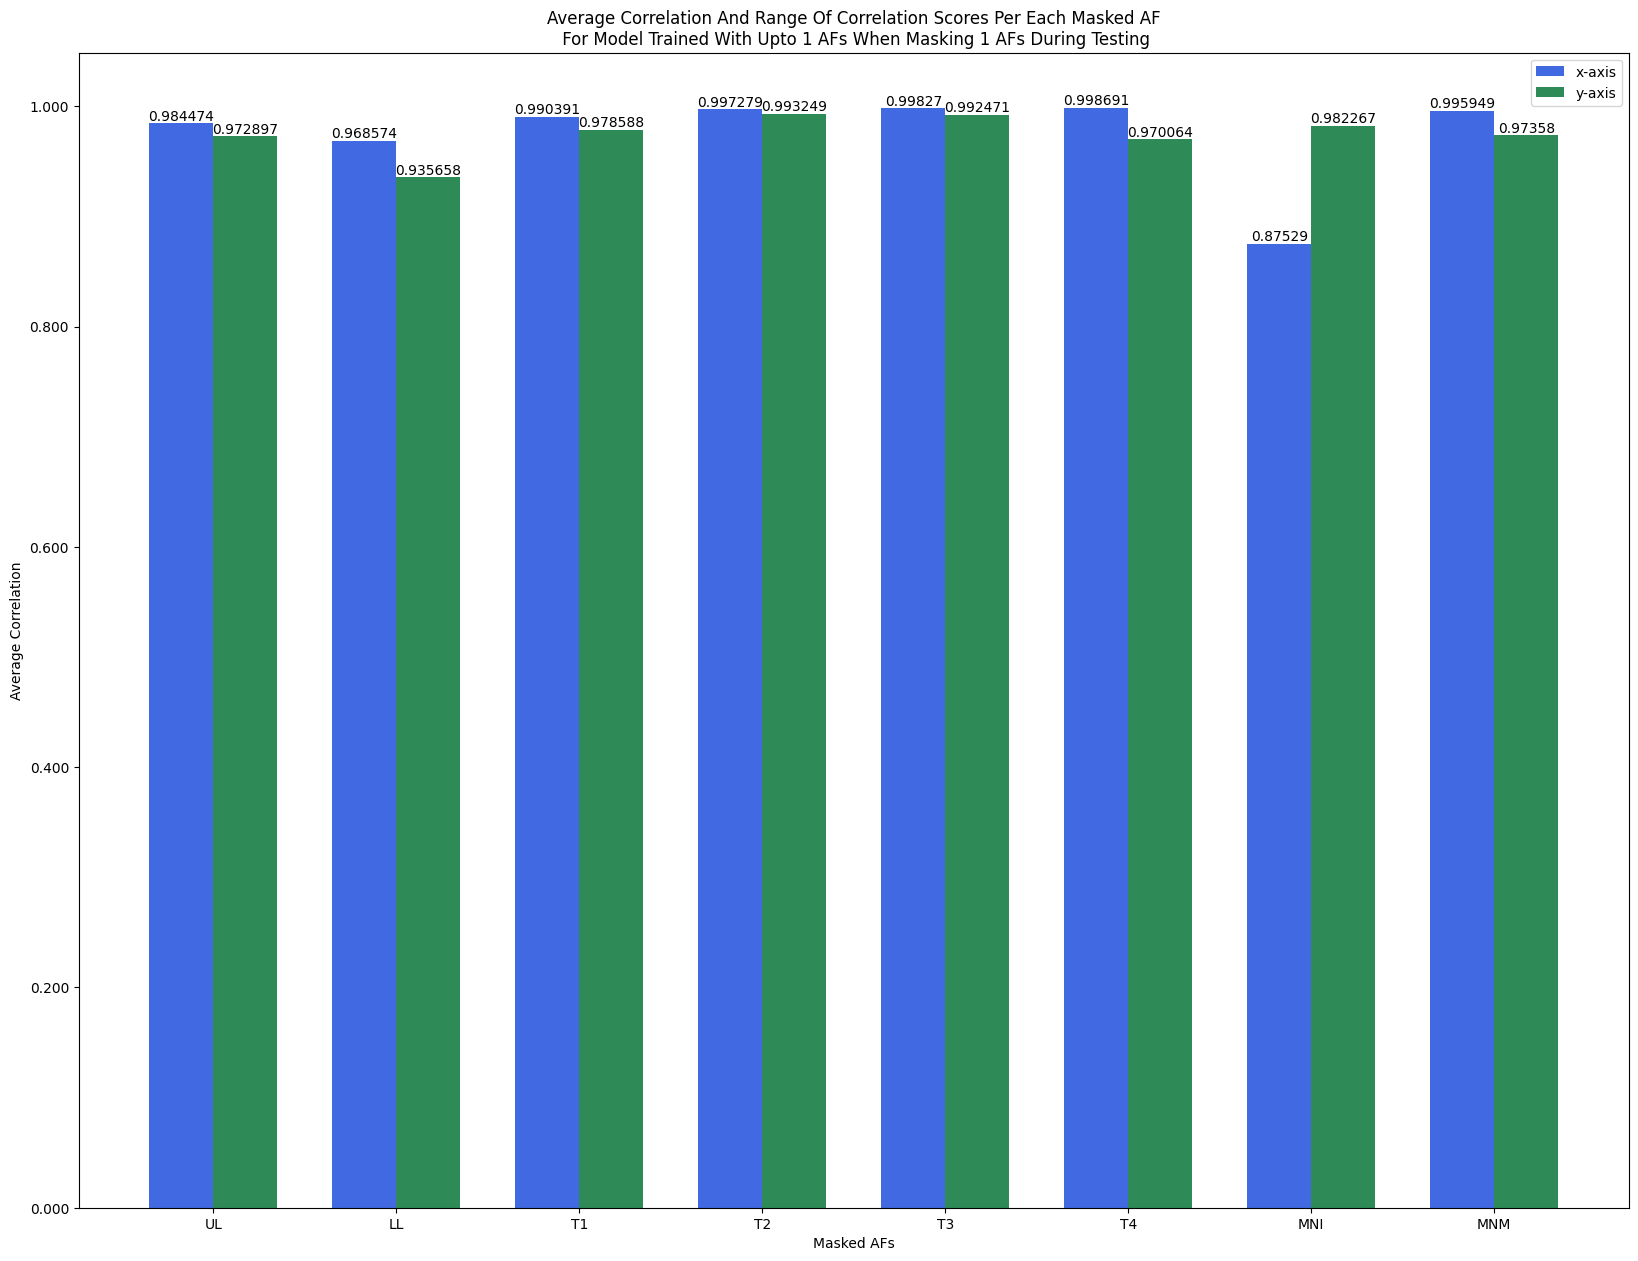 Average Correlation And Range Of Correlation Scores Per Each Masked AF
For Model Trained With Upto 1 AFs When Masking 1 AFs During Testing
x-axis
y-axis
1.000
0.800
0.600
0.400
0.200
0.000
Average Correlation
0.984474
0.972897
0.968574
0.935658
0.990391
0.978588
0.997279
0.993249
0.99827
0.992471
0.998691
0.970064
0.87529
0.982267
0.995949
0.97358
UL
LL
T1
T2
T3
T4
MNI
MNM
Masked AFs